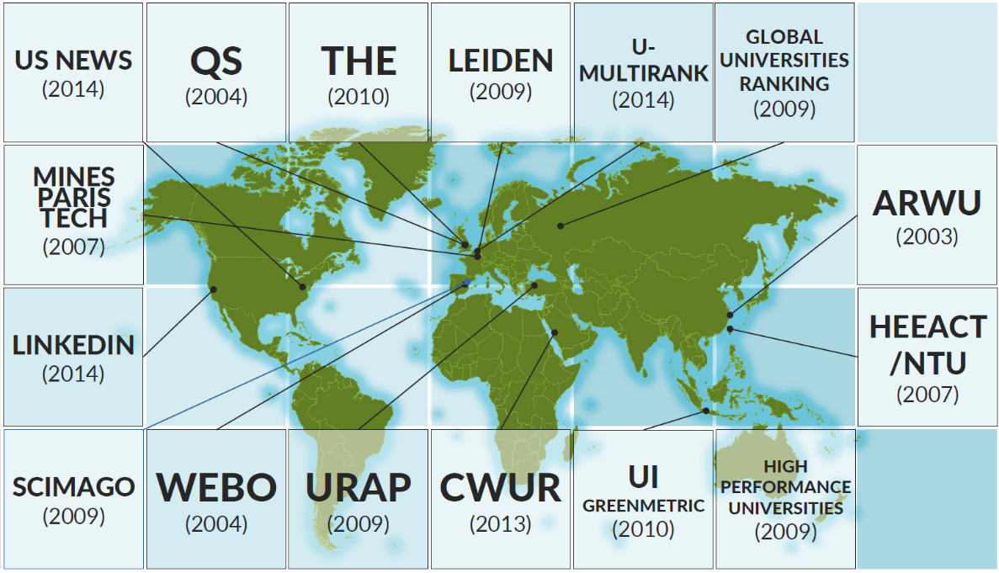 US NEWS
(2014)
QS
(2004)
THE
(2010)
LEIDEN
(2009)
U-
MULTIRANK
(2014)
GLOBAL
UNIVERSITIES
RANKING
(2009)
MINES
PARIS
TECH
(2007)
ARWU
(2003)
LINKEDIN
(2014)
HEEACT
/NTU
(2007)
SCIMAGO
(2009)
WEBO
(2004)
URAP
(2009)
CWUR
(2013)
UI
GREENMETRIC
(2010)
HIGH
PERFORMANCE
UNIVERSITIES
(2009)